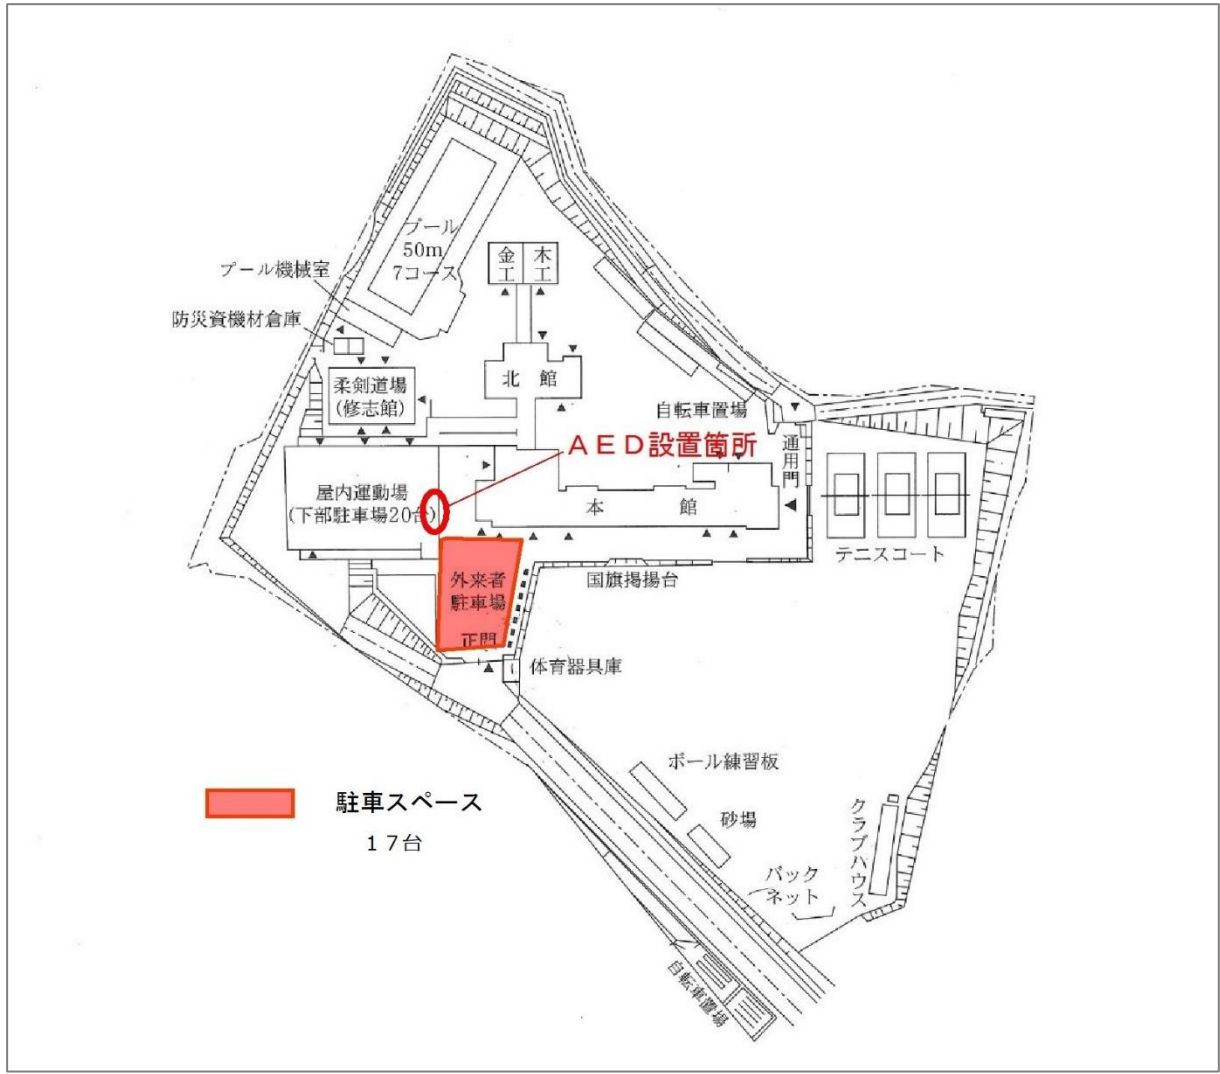 プール
50m
7コース
プール機械室
金工
木工
防災資機材倉庫
柔剣道場
(修志館)
北 館
自転車置場
通用門
AED設置箇所
屋内運動場
(下部駐車場20台)
本 館
テニスコート
外来者
駐車場
正門
国旗掲揚台
体育器具庫
ボール練習板
砂場
クラブハウス
バック
ネット
自転車置場
駐車スペース
17台